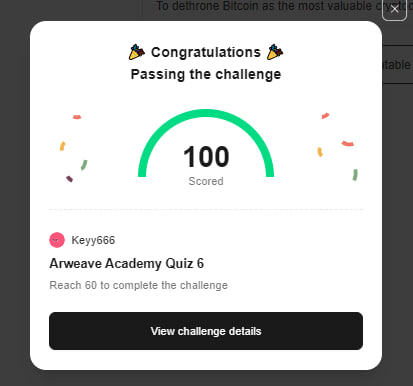 To dethrone Bitcoin as the most valuable
Congratulations
Passing the challenge
100
Scored
Keyy666
Arweave Academy Quiz 6
Reach 60 to complete the challenge
View challenge details